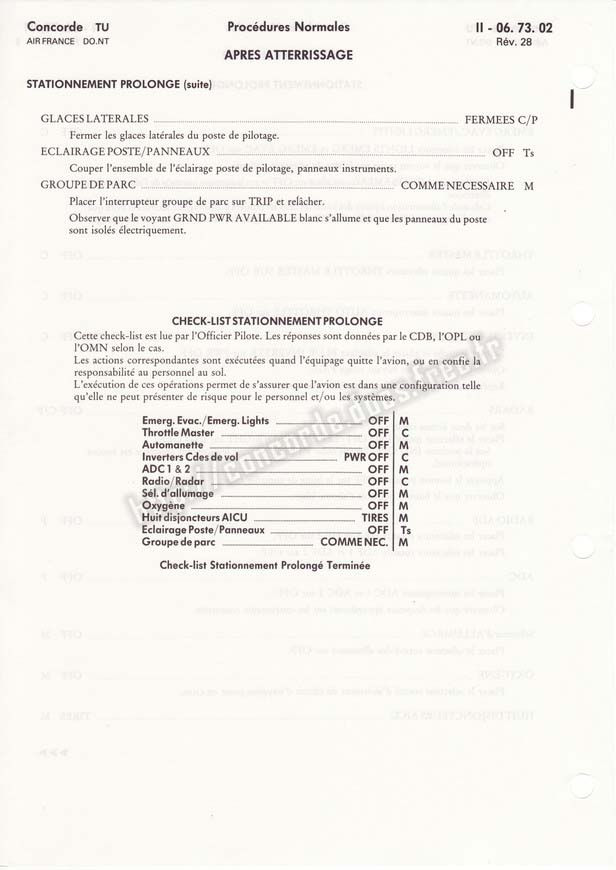 Concorde TU Procédures Normales II - 06. 73. 02
AIR FRANCE DO.NT Rév. 28
APRES ATTERRISSAGE
STATIONNEMENT PROLONGE (suite)
GLACES LATERALES FERMEES C/P
Fermer les glaces latérales du poste de pilotage.
ECLAIRAGE POSTE/PANNEAUX OFF Ts
Couper l'ensemble de l'éclairage poste de pilotage, panneaux instruments.
GROUPE DE PARC COMME NECESSAIRE M
Placer l'interrupteur groupe de parc sur TRIP et relâcher.
Observer que le voyant GRND PWR AVAILABLE blanc s'allume et que les panneaux du poste
sont isolés électriquement.
CHECK-LIST STATIONNEMENT PROLONGE
Cette check-list est lue par l'Officier Pilote. Les réponses sont données par le CDB, l'OPL ou
l'OMN selon le cas.
Les actions correspondantes sont exécutées quand l'équipage quitte l'avion, ou en confie la
responsabilité au personnel au sol.
L'exécution de ces opérations permet de s'assurer que l'avion est dans une configuration telle
qu'elle ne peut présenter de risque pour le personnel et/ou les systèmes.
Emerg. Evac./Emerg. Lights OFF M
Throttle Master OFF C
Automanette OFF M
Inverters Cdes de vol PWR OFF C
ADC 1 & 2 OFF M
Radio/Radar OFF C
Sél. d'allumage OFF M
Oxygène OFF M
Huit disjoncteurs AICU TIRES M
Eclairage Poste/Panneaux OFF Ts
Groupe de parc COMME NEC. M
Check-list Stationnement Prolongé Terminée